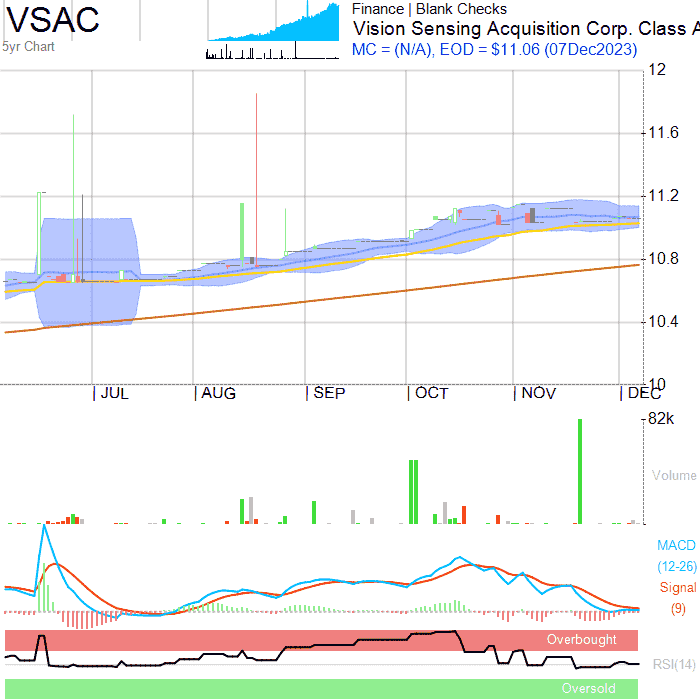 VSAC
5yr Chart
Finance | Blank Checks
Vision Sensing Acquisition Corp. Class A
MC = (N/A), EOD = $11.06 (07Dec2023)
12
11.6
11.2
10.8
10.4
10
JUL AUG SEP OCT NOV DEC
82k
Volume
MACD
(12-26)
Signal
(9)
Overbought
RSI(14)
Oversold